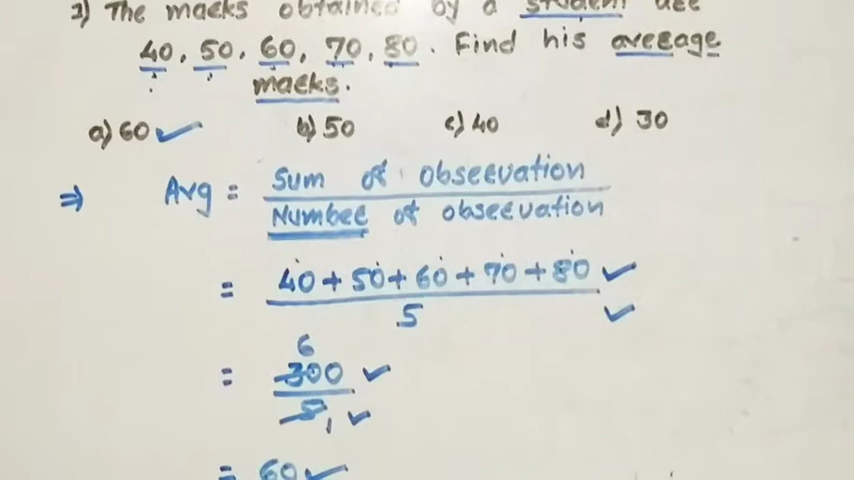 1) The marks obtained by a student are
40, 50, 60, 70, 80. Find his average
marks.
a) 60 ✓ b) 50 c) 40 d) 30
⇒ Avg = Sum of observation
Number of observation
= 40 + 50 + 60 + 70 + 80 ✓
5 ✓
6
= 300 ✓
5, 1 ✓
= 60 ✓